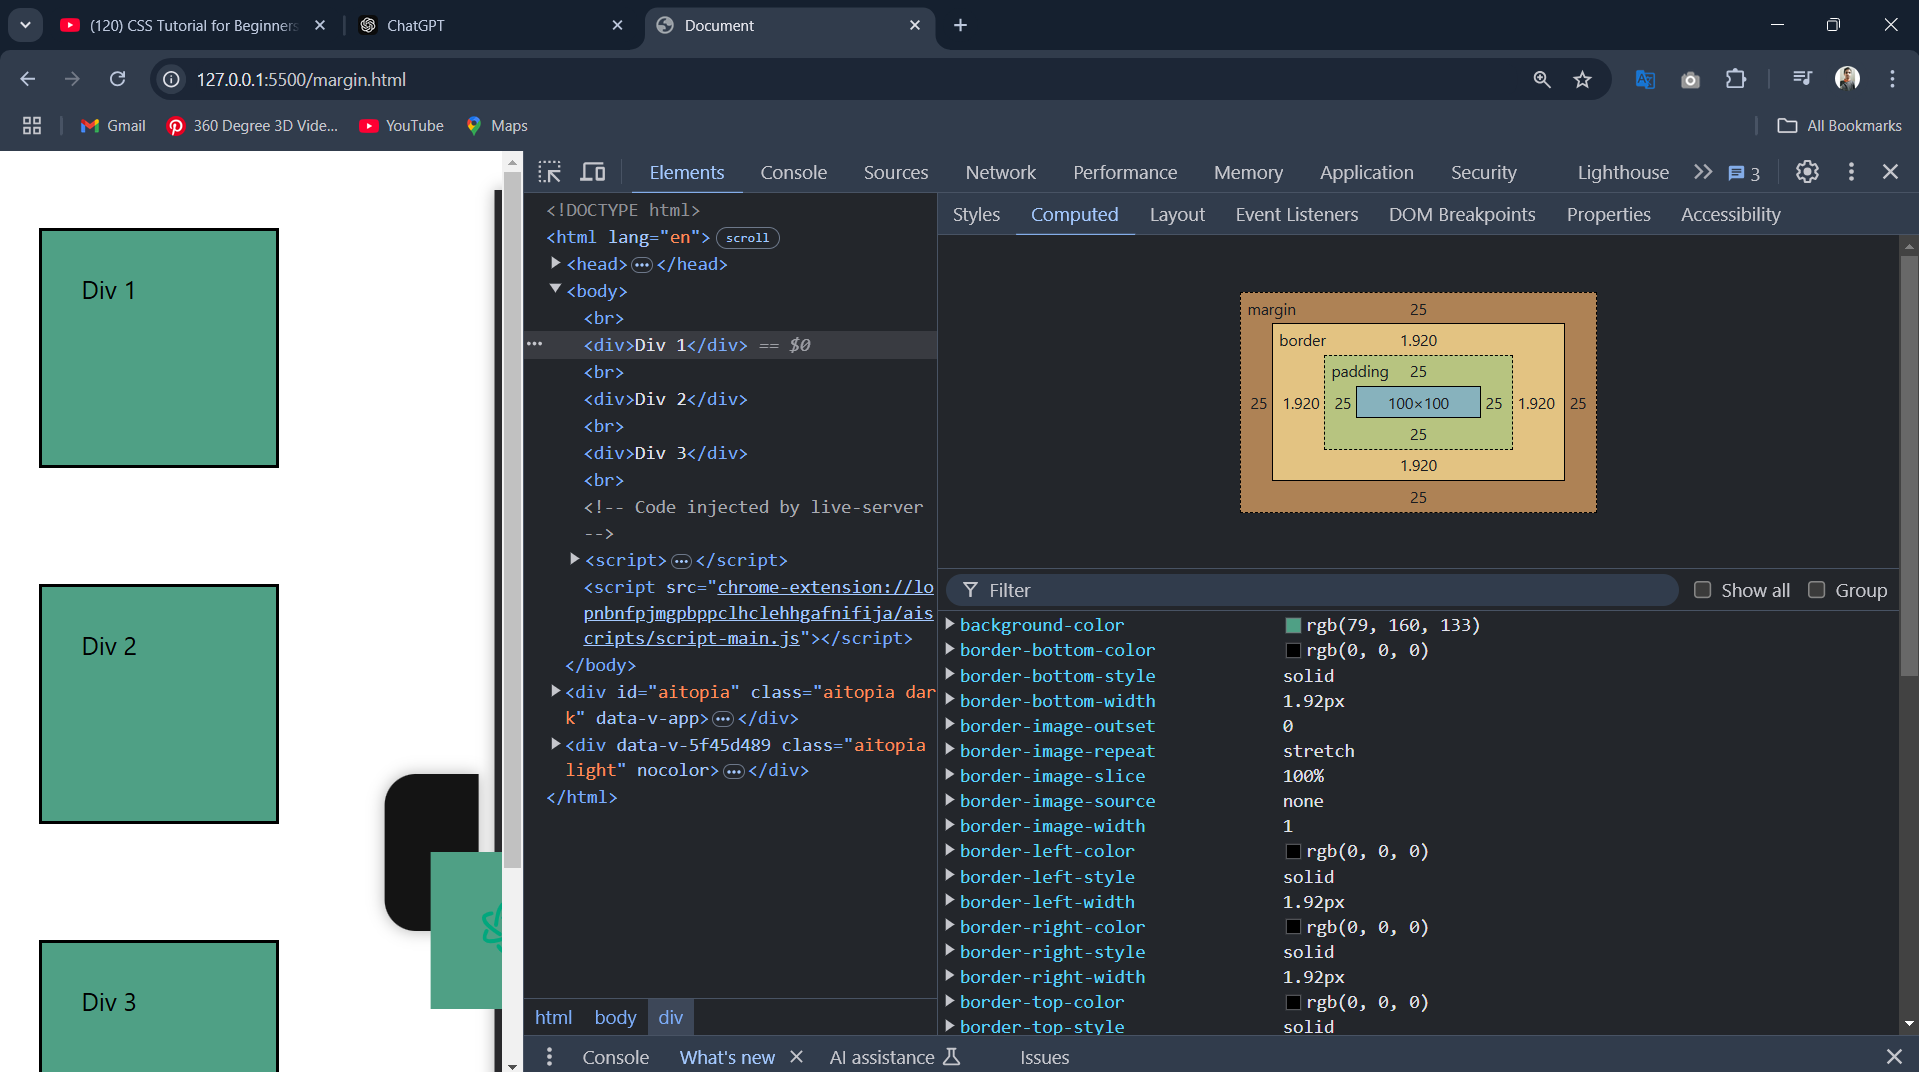 (120) CSS Tutorial for Beginners
ChatGPT
Document
127.0.0.1:5500/margin.html
Gmail
360 Degree 3D Vide...
YouTube
Maps
All Bookmarks
Div 1
Div 2
Div 3
Elements
Console
Sources
Network
Performance
Memory
Application
Security
Lighthouse
3
<!DOCTYPE html>
<html lang="en"> scroll
<head> ••• </head>
<body>
<br>
••• <div>Div 1</div> == $0
<br>
<div>Div 2</div>
<br>
<div>Div 3</div>
<br>
<!-- Code injected by live-server
-->
<script> ••• </script>
<script src="chrome-extension://lo
pnbnfpjmgpbppclhclehhgafnifija/ais
cripts/script-main.js"></script>
</body>
<div id="aitopia" class="aitopia dar
k" data-v-app> ••• </div>
<div data-v-5f45d489 class="aitopia
light" nocolor> ••• </div>
</html>
html
body
div
Styles
Computed
Layout
Event Listeners
DOM Breakpoints
Properties
Accessibility
margin 25
border 1.920
padding 25
25 1.920 25 100×100 25 1.920 25
25
1.920
25
Filter
Show all
Group
background-color rgb(79, 160, 133)
border-bottom-color rgb(0, 0, 0)
border-bottom-style solid
border-bottom-width 1.92px
border-image-outset 0
border-image-repeat stretch
border-image-slice 100%
border-image-source none
border-image-width 1
border-left-color rgb(0, 0, 0)
border-left-style solid
border-left-width 1.92px
border-right-color rgb(0, 0, 0)
border-right-style solid
border-right-width 1.92px
border-top-color rgb(0, 0, 0)
border-top-style solid
Console
What's new
AI assistance
Issues